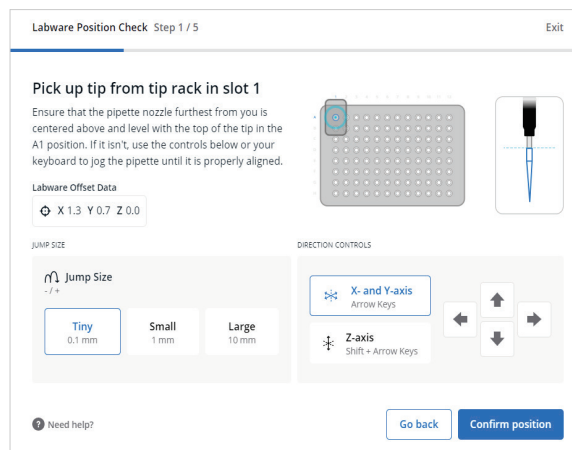 Labware Position Check Step 1 / 5
Exit
Pick up tip from tip rack in slot 1
Ensure that the pipette nozzle furthest from you is
centered above and level with the top of the tip in the
A1 position. If it isn't, use the controls below or your
keyboard to jog the pipette until it is properly aligned.
Labware Offset Data
X 1.3 Y 0.7 Z 0.0
JUMP SIZE
Jump Size
- / +
Tiny
0.1 mm
Small
1 mm
Large
10 mm
DIRECTION CONTROLS
X- and Y-axis
Arrow Keys
Z-axis
Shift + Arrow Keys
? Need help?
Go back
Confirm position